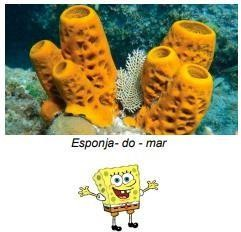 Esponja- do - mar